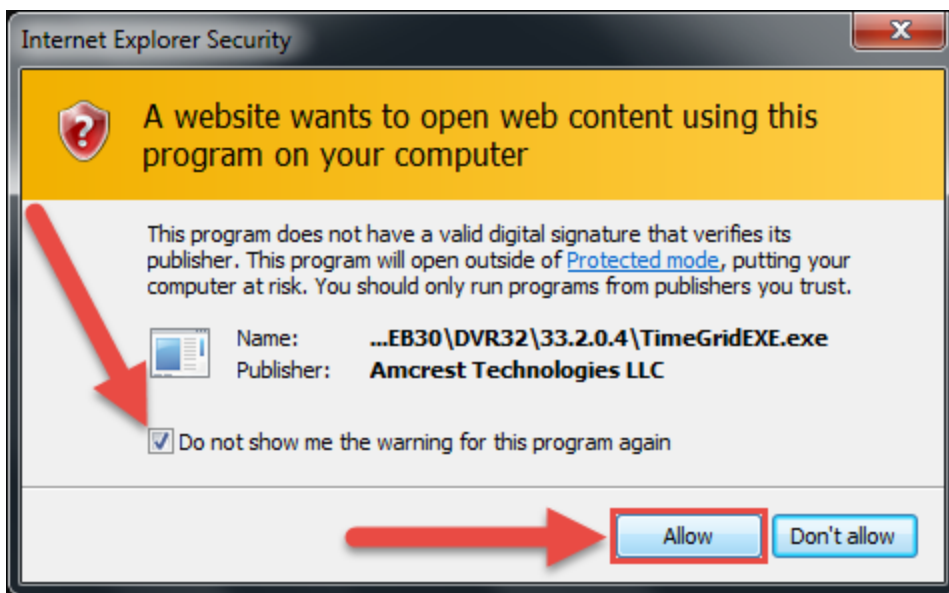 Internet Explorer Security
A website wants to open web content using this
program on your computer
This program does not have a valid digital signature that verifies its
publisher. This program will open outside of Protected mode, putting your
computer at risk. You should only run programs from publishers you trust.
Name: ...EB30\DVR32\33.2.0.4\TimeGridEXE.exe
Publisher: Amcrest Technologies LLC
Do not show me the warning for this program again
Allow Don't allow